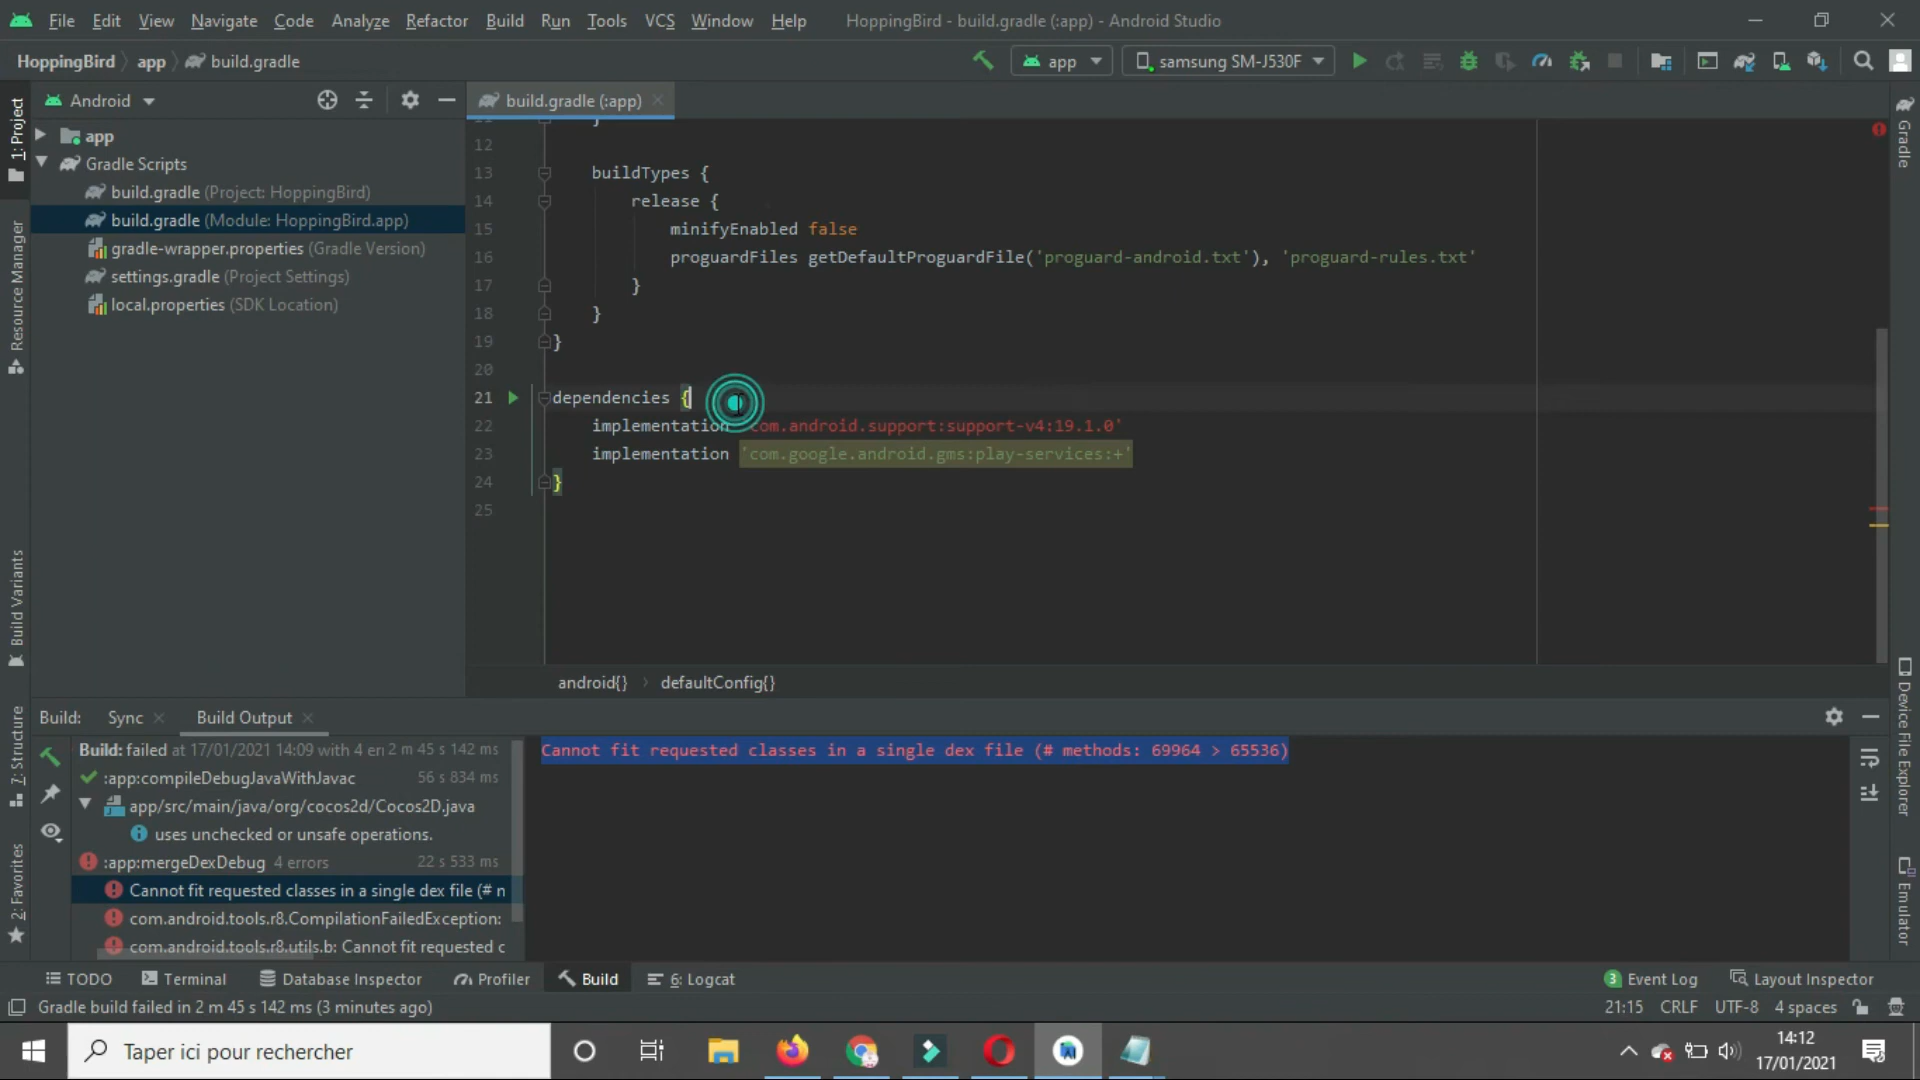 File Edit View Navigate Code Analyze Refactor Build Run Tools VCS Window Help HoppingBird - build.gradle (:app) - Android Studio
HoppingBird app build.gradle
app samsung SM-J530F
Android
build.gradle (:app)
1: Project
Resource Manager
Build Variants
7: Structure
2: Favorites
app
Gradle Scripts
build.gradle (Project: HoppingBird)
build.gradle (Module: HoppingBird.app)
gradle-wrapper.properties (Gradle Version)
settings.gradle (Project Settings)
local.properties (SDK Location)
12
13 buildTypes {
14 release {
15 minifyEnabled false
16 proguardFiles getDefaultProguardFile('proguard-android.txt'), 'proguard-rules.txt'
17 }
18 }
19 }
20
21 dependencies {
22 implementation com.android.support:support-v4:19.1.0'
23 implementation 'com.google.android.gms:play-services:+'
24 }
25
android{} defaultConfig{}
Gradle
Device File Explorer
Emulator
Build: Sync Build Output
Build: failed at 17/01/2021 14:09 with 4 er 2 m 45 s 142 ms
:app:compileDebugJavaWithJavac 56 s 834 ms
app/src/main/java/org/cocos2d/Cocos2D.java
uses unchecked or unsafe operations.
:app:mergeDexDebug 4 errors 22 s 533 ms
Cannot fit requested classes in a single dex file (# n
com.android.tools.r8.CompilationFailedException:
com.android.tools.r8.utils.b: Cannot fit requested c
Cannot fit requested classes in a single dex file (# methods: 69964 > 65536)
TODO Terminal Database Inspector Profiler Build 6: Logcat 3 Event Log Layout Inspector
Gradle build failed in 2 m 45 s 142 ms (3 minutes ago) 21:15 CRLF UTF-8 4 spaces
Taper ici pour rechercher
14:12
17/01/2021